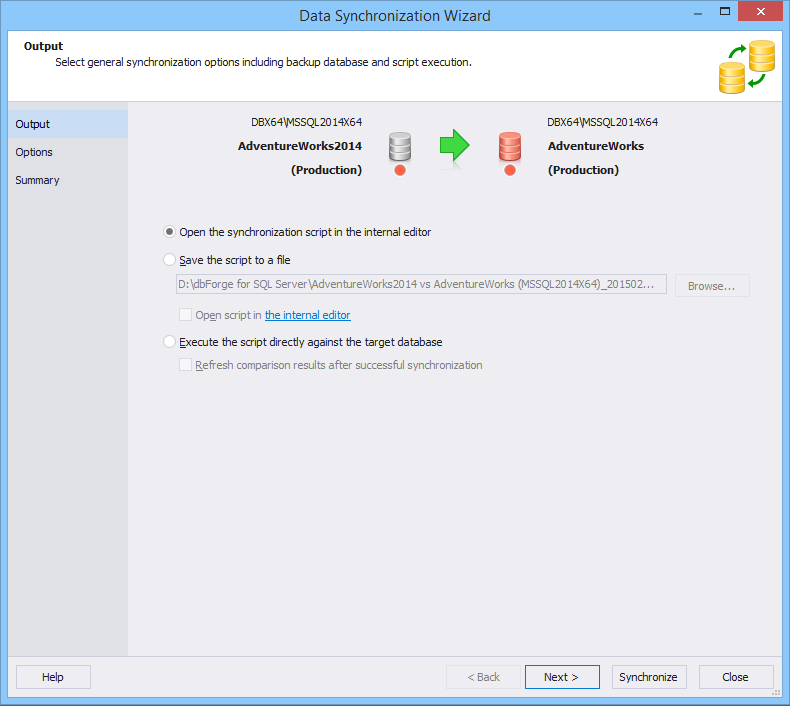 Data Synchronization Wizard
Output
Select general synchronization options including backup database and script execution.
Output
Options
Summary
DBX64\MSSQL2014X64
AdventureWorks2014
(Production)
DBX64\MSSQL2014X64
AdventureWorks
(Production)
Open the synchronization script in the internal editor
Save the script to a file
D:\dbForge for SQL Server\AdventureWorks2014 vs AdventureWorks (MSSQL2014X64)_201502...
Browse...
Open script in the internal editor
Execute the script directly against the target database
Refresh comparison results after successful synchronization
Help
< Back
Next >
Synchronize
Close